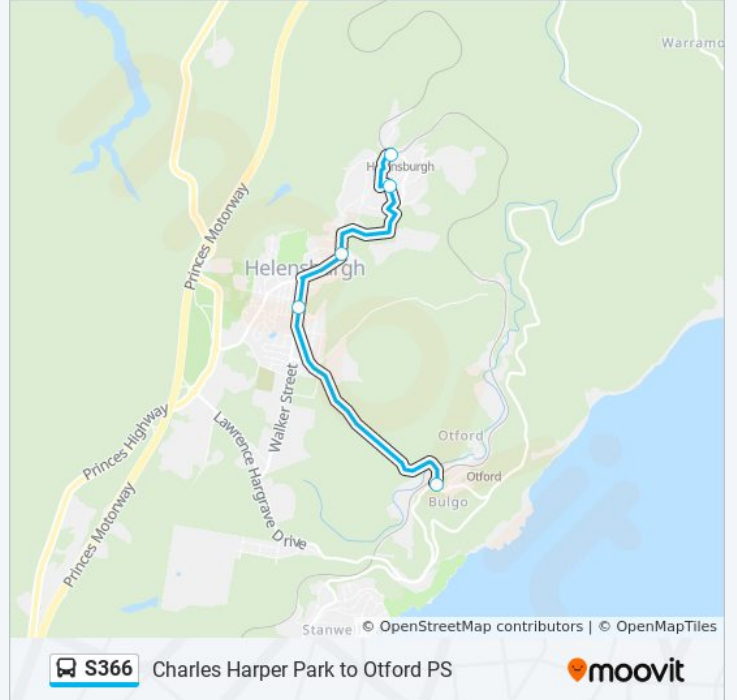 Warramo
Helensburgh
Princes Motorway
Helensburgh
Walker Street
Princes Highway
Lawrence Hargrave Drive
Otford
Otford
Bulgo
Princes Motorway
Stanwe
© OpenStreetMap contributors | © OpenMapTiles
S366
Charles Harper Park to Otford PS
moovit